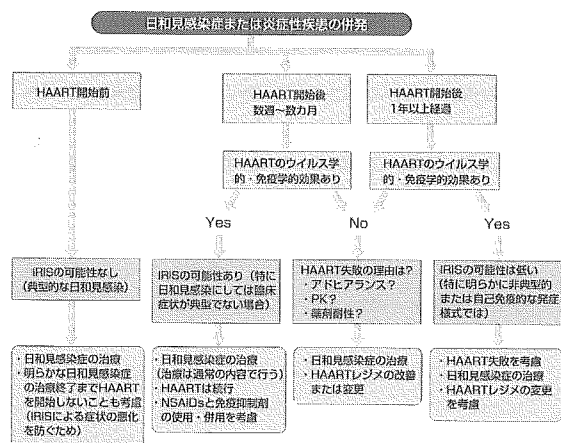 日和見感染症または炎症性疾患の併発
HAART開始前
HAART開始後
数週～数カ月
HAART開始後
1年以上経過
HAARTのウイルス学
的・免疫学的効果あり
HAARTのウイルス学
的・免疫学的効果あり
Yes
No
Yes
IRISの可能性なし
(典型的な日和見感染)
IRISの可能性あり(特に
日和見感染にしては臨床
症状が典型でない場合)
HAART失敗の理由は?
・アドヒアランス?
・PK?
・薬剤耐性?
IRISの可能性は低い
(特に明らかに非典型的
または自己免疫的な発症
様式では)
・日和見感染症の治療
・明らかな日和見感染症
の治療終了までHAART
を開始しないことも考慮
(IRISによる症状の悪化
を防ぐため)
・日和見感染症の治療
(治療は通常の内容で行う)
・HAARTは続行
・NSAIDsと免疫抑制剤
の使用・併用を考慮
・日和見感染症の治療
・HAARTレジメの改善
または変更
・HAART失敗を考慮
・日和見感染症の治療
・HAARTレジメの変更
を考慮